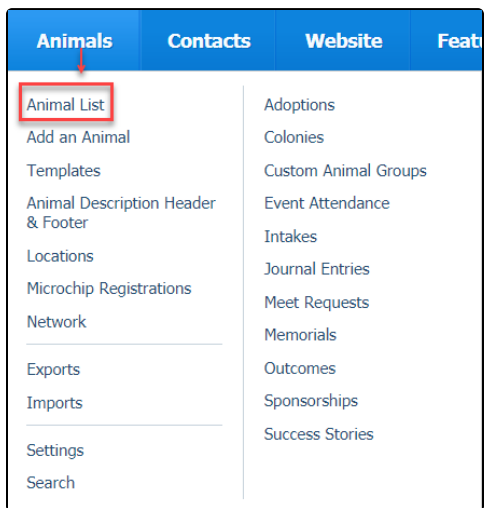 Animals Contacts Website Featu
Animal List
Add an Animal
Templates
Animal Description Header
& Footer
Locations
Microchip Registrations
Network
Exports
Imports
Settings
Search
Adoptions
Colonies
Custom Animal Groups
Event Attendance
Intakes
Journal Entries
Meet Requests
Memorials
Outcomes
Sponsorships
Success Stories